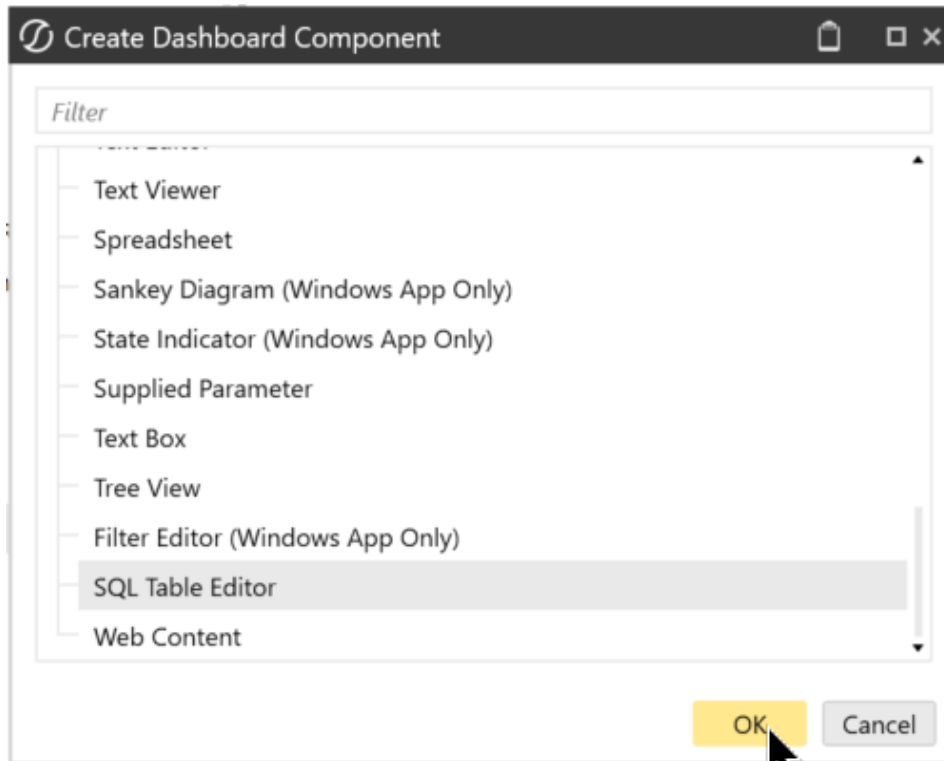 Create Dashboard Component
Filter
Text Viewer
Spreadsheet
Sankey Diagram (Windows App Only)
State Indicator (Windows App Only)
Supplied Parameter
Text Box
Tree View
Filter Editor (Windows App Only)
SQL Table Editor
Web Content
OK Cancel